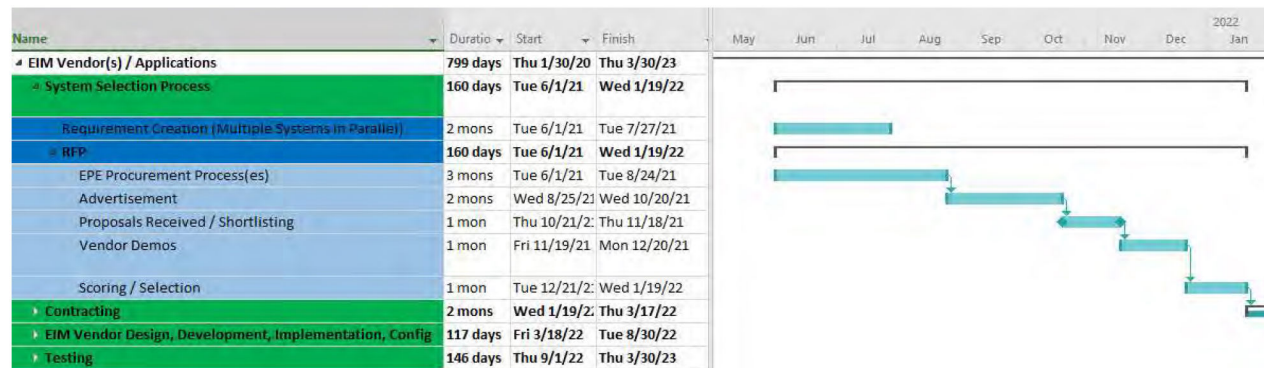 2022
Name Duratio Start Finish May Jun Jul Aug Sep Oct Nov Dec Jan
EIM Vendor(s) / Applications 799 days Thu 1/30/20 Thu 3/30/23
System Selection Process 160 days Tue 6/1/21 Wed 1/19/22
Requirement Creation (Multiple Systems in Parallel) 2 mons Tue 6/1/21 Tue 7/27/21
RFP 160 days Tue 6/1/21 Wed 1/19/22
EPE Procurement Process(es) 3 mons Tue 6/1/21 Tue 8/24/21
Advertisement 2 mons Wed 8/25/21 Wed 10/20/21
Proposals Received / Shortlisting 1 mon Thu 10/21/2: Thu 11/18/21
Vendor Demos 1 mon Fri 11/19/21 Mon 12/20/21
Scoring / Selection 1 mon Tue 12/21/2: Wed 1/19/22
Contracting 2 mons Wed 1/19/2: Thu 3/17/22
EIM Vendor Design, Development, Implementation, Config 117 days Fri 3/18/22 Tue 8/30/22
Testing 146 days Thu 9/1/22 Thu 3/30/23